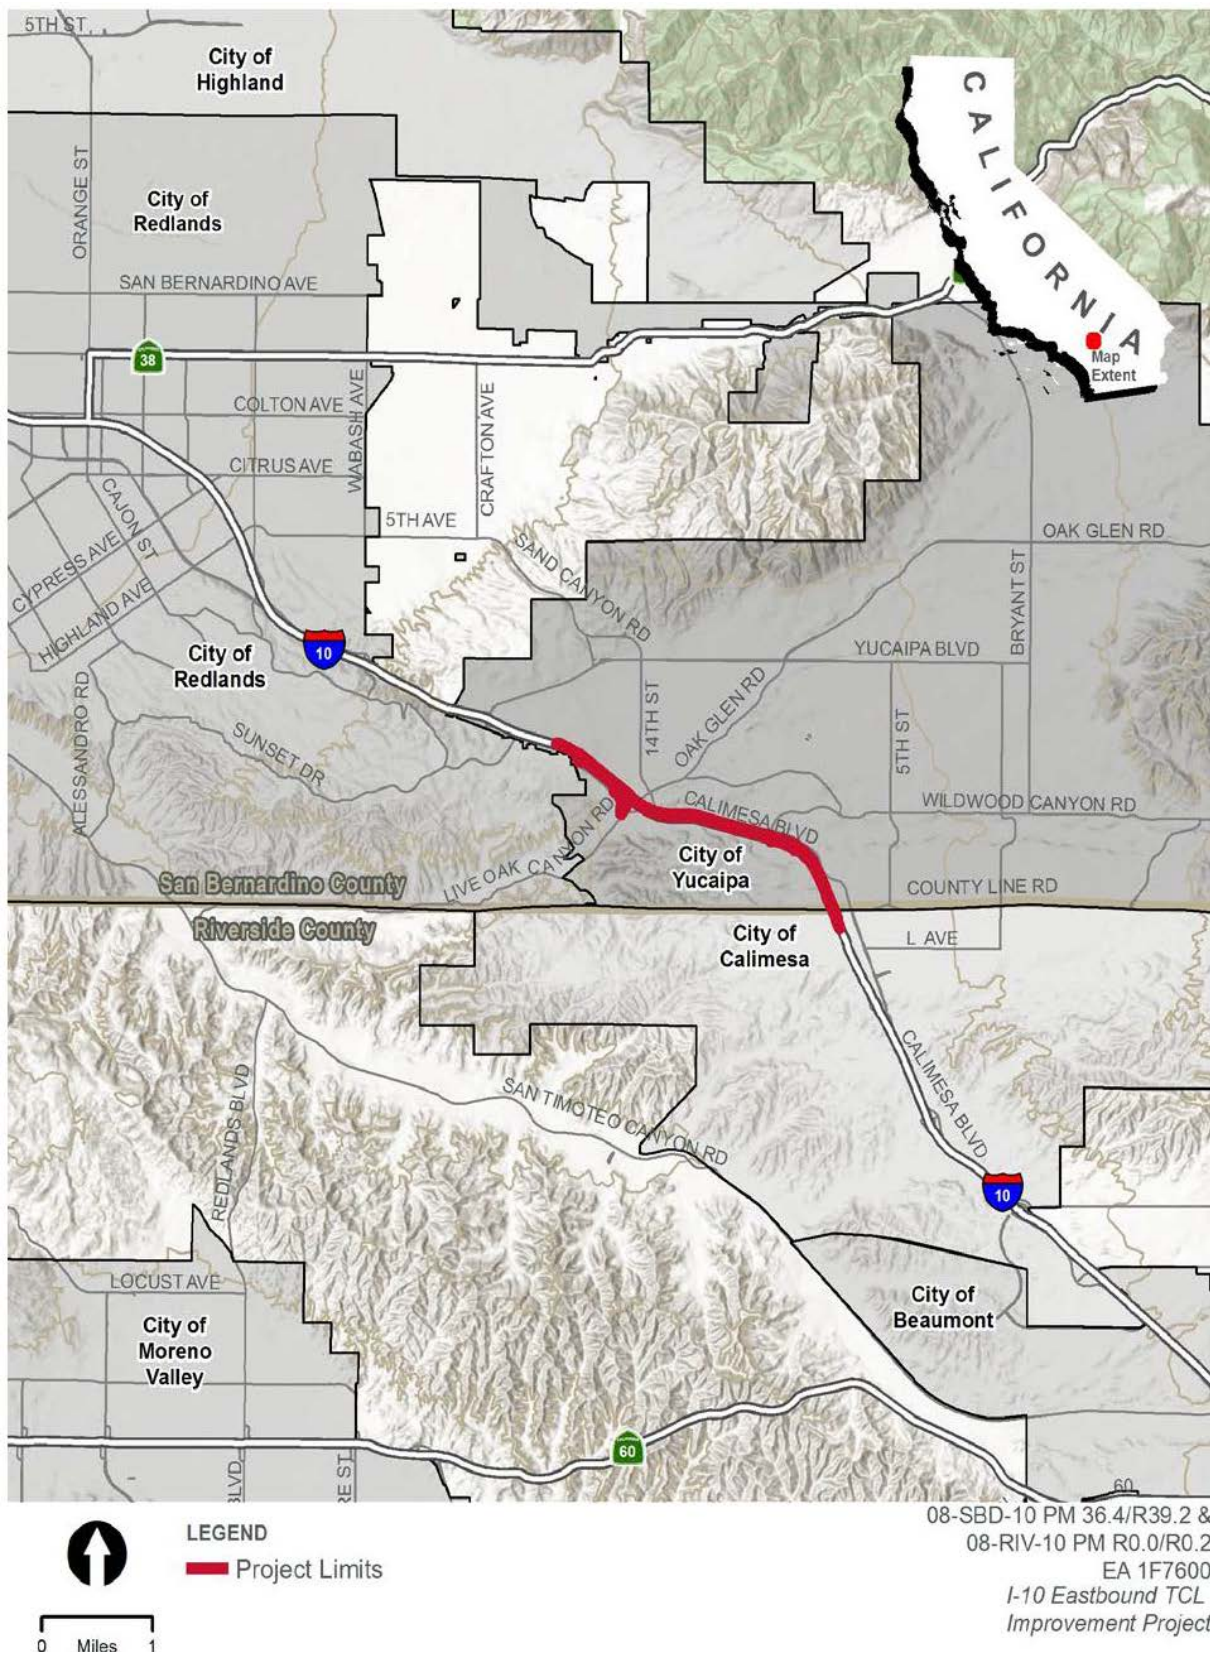 5TH ST
City of
Highland
CALIFORNIA
Map
Extent
ORANGE ST
City of
Redlands
SAN BERNARDINO AVE
38
COLTON AVE
WABASH AVE
CRAFTON AVE
CITRUS AVE
CAJON ST
5TH AVE
CYPRESS AVE
HIGHLAND AVE
SAND CANYON RD
OAK GLEN RD
BRYANT ST
10
City of
Redlands
YUCAIPA BLVD
ALESSANDRO RD
SUNSET DR
14TH ST
OAK GLEN RD
5TH ST
CALIMESA BLVD
WILDWOOD CANYON RD
LIVE OAK CANYON RD
City of
Yucaipa
San Bernardino County
COUNTY LINE RD
Riverside County
City of
Calimesa
L AVE
REDLANDS BLVD
SAN TIMOTEO CANYON RD
CALIMESA BLVD
10
LOCUST AVE
City of
Moreno
Valley
City of
Beaumont
60
60
BLVD
RE ST
LEGEND
Project Limits
0 Miles 1
08-SBD-10 PM 36.4/R39.2 &
08-RIV-10 PM R0.0/R0.2
EA 1F7600
I-10 Eastbound TCL
Improvement Project